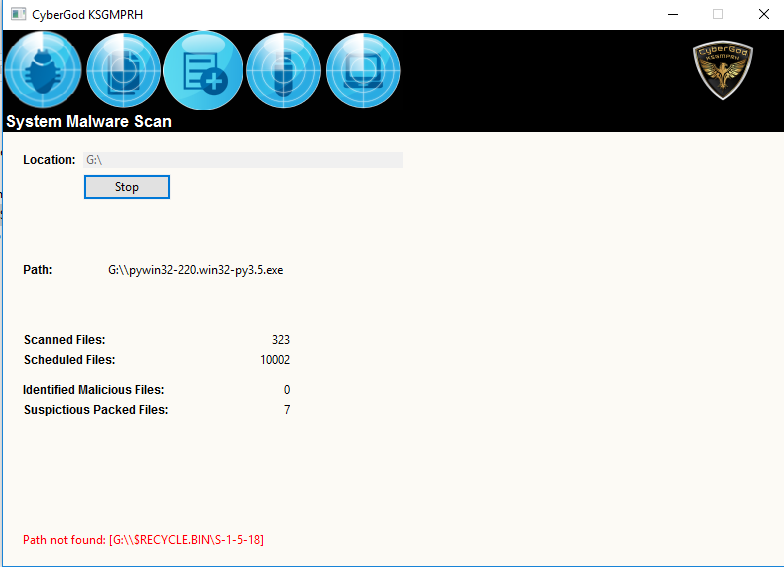 CyberGod KSGMPRH
CyberGod
KSGMPRH
System Malware Scan
Location: G:\
Stop
Path: G:\\pywin32-220.win32-py3.5.exe
Scanned Files: 323
Scheduled Files: 10002
Identified Malicious Files: 0
Suspictious Packed Files: 7
Path not found: [G:\\$RECYCLE.BIN\S-1-5-18]